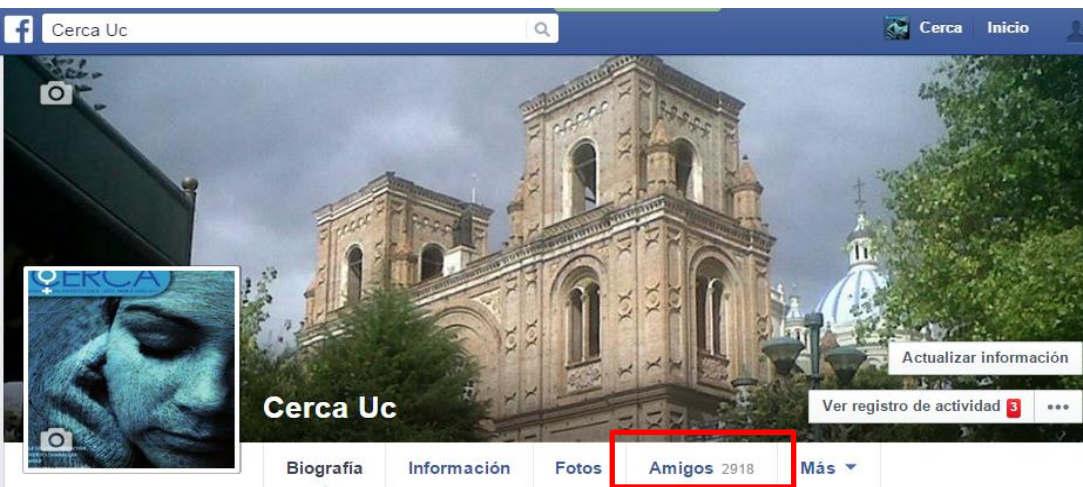 Cerca Uc
Cerca Inicio
CERCA
Actualizar información
Cerca Uc
Ver registro de actividad 3
Biografía Información Fotos Amigos 2918 Más